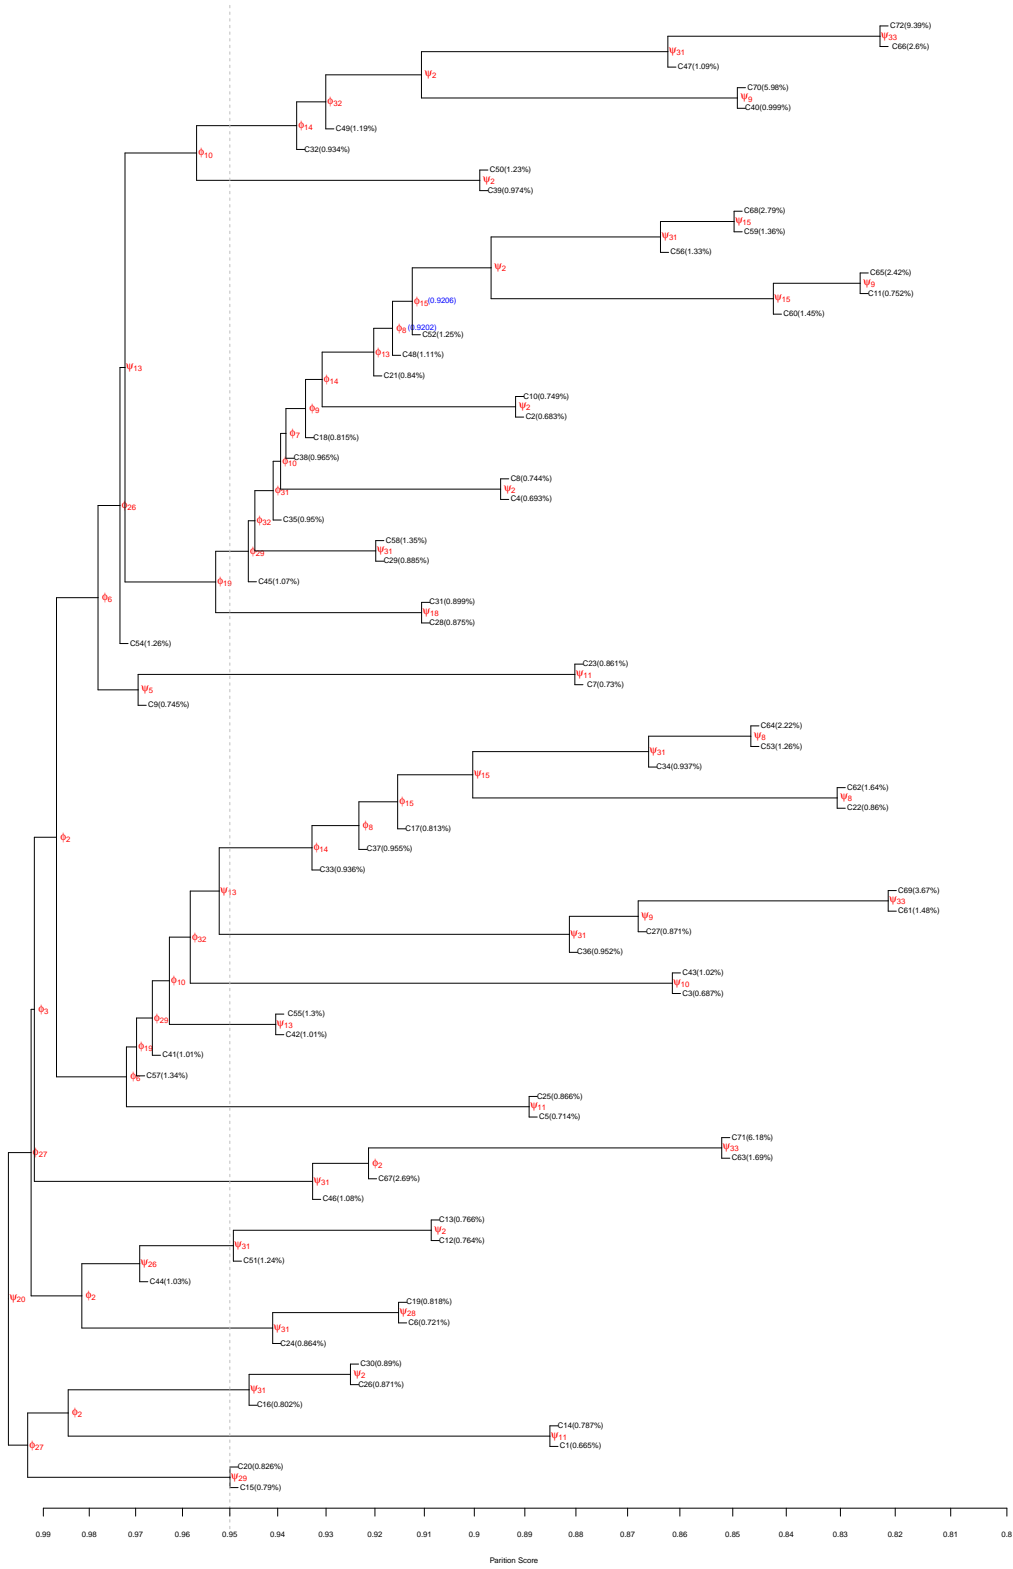 C72(9.39%)
ψ33
C66(2.6%)
ψ31
C47(1.09%)
ψ2
C70(5.98%)
ψ9
C40(0.999%)
ϕ32
C49(1.19%)
ϕ14
C32(0.934%)
ϕ10
C50(1.23%)
ψ2
C39(0.974%)
C68(2.79%)
ψ15
C59(1.36%)
ψ31
C56(1.33%)
ψ2
C65(2.42%)
ψ9
C11(0.752%)
ψ15
C60(1.45%)
ϕ15(0.9206)
ϕ8(0.9202)
C52(1.25%)
ϕ13
C48(1.11%)
ψ13
C21(0.84%)
ϕ14
C10(0.749%)
ψ2
C2(0.683%)
ϕ9
ϕ7
C18(0.815%)
C38(0.965%)
ϕ10
C8(0.744%)
ϕ31
ψ2
C4(0.693%)
ϕ26
ϕ32
C35(0.95%)
C58(1.35%)
ϕ29
ψ31
C29(0.885%)
ϕ19
C45(1.07%)
ϕ6
C31(0.899%)
ψ18
C28(0.875%)
C54(1.26%)
C23(0.861%)
ψ11
C7(0.73%)
ψ5
C9(0.745%)
C64(2.22%)
ψ8
C53(1.26%)
ψ31
C34(0.937%)
ψ15
C62(1.64%)
ψ8
C22(0.86%)
ϕ15
ϕ8
C17(0.813%)
ϕ2
ϕ14
C37(0.955%)
C33(0.936%)
ψ13
C69(3.67%)
ψ33
C61(1.48%)
ψ9
C27(0.871%)
ϕ32
ψ31
C36(0.952%)
C43(1.02%)
ϕ10
ψ10
C3(0.687%)
ϕ3
C55(1.3%)
ϕ29
ψ13
C42(1.01%)
ϕ19
C41(1.01%)
ϕ6
C57(1.34%)
C25(0.866%)
ψ11
C5(0.714%)
C71(6.18%)
ϕ27
ψ33
C63(1.69%)
ϕ2
C67(2.69%)
ψ31
C46(1.08%)
C13(0.766%)
ψ2
C12(0.764%)
ψ31
C51(1.24%)
ψ26
C44(1.03%)
ϕ2
ψ20
C19(0.818%)
ψ28
C6(0.721%)
ψ31
C24(0.864%)
C30(0.89%)
ψ2
C26(0.871%)
ψ31
C16(0.802%)
ϕ2
C14(0.787%)
ψ11
C1(0.665%)
ϕ27
C20(0.826%)
ψ29
C15(0.79%)
0.99 0.98 0.97 0.96 0.95 0.94 0.93 0.92 0.91 0.9 0.89 0.88 0.87 0.86 0.85 0.84 0.83 0.82 0.81 0.8
Parition Score